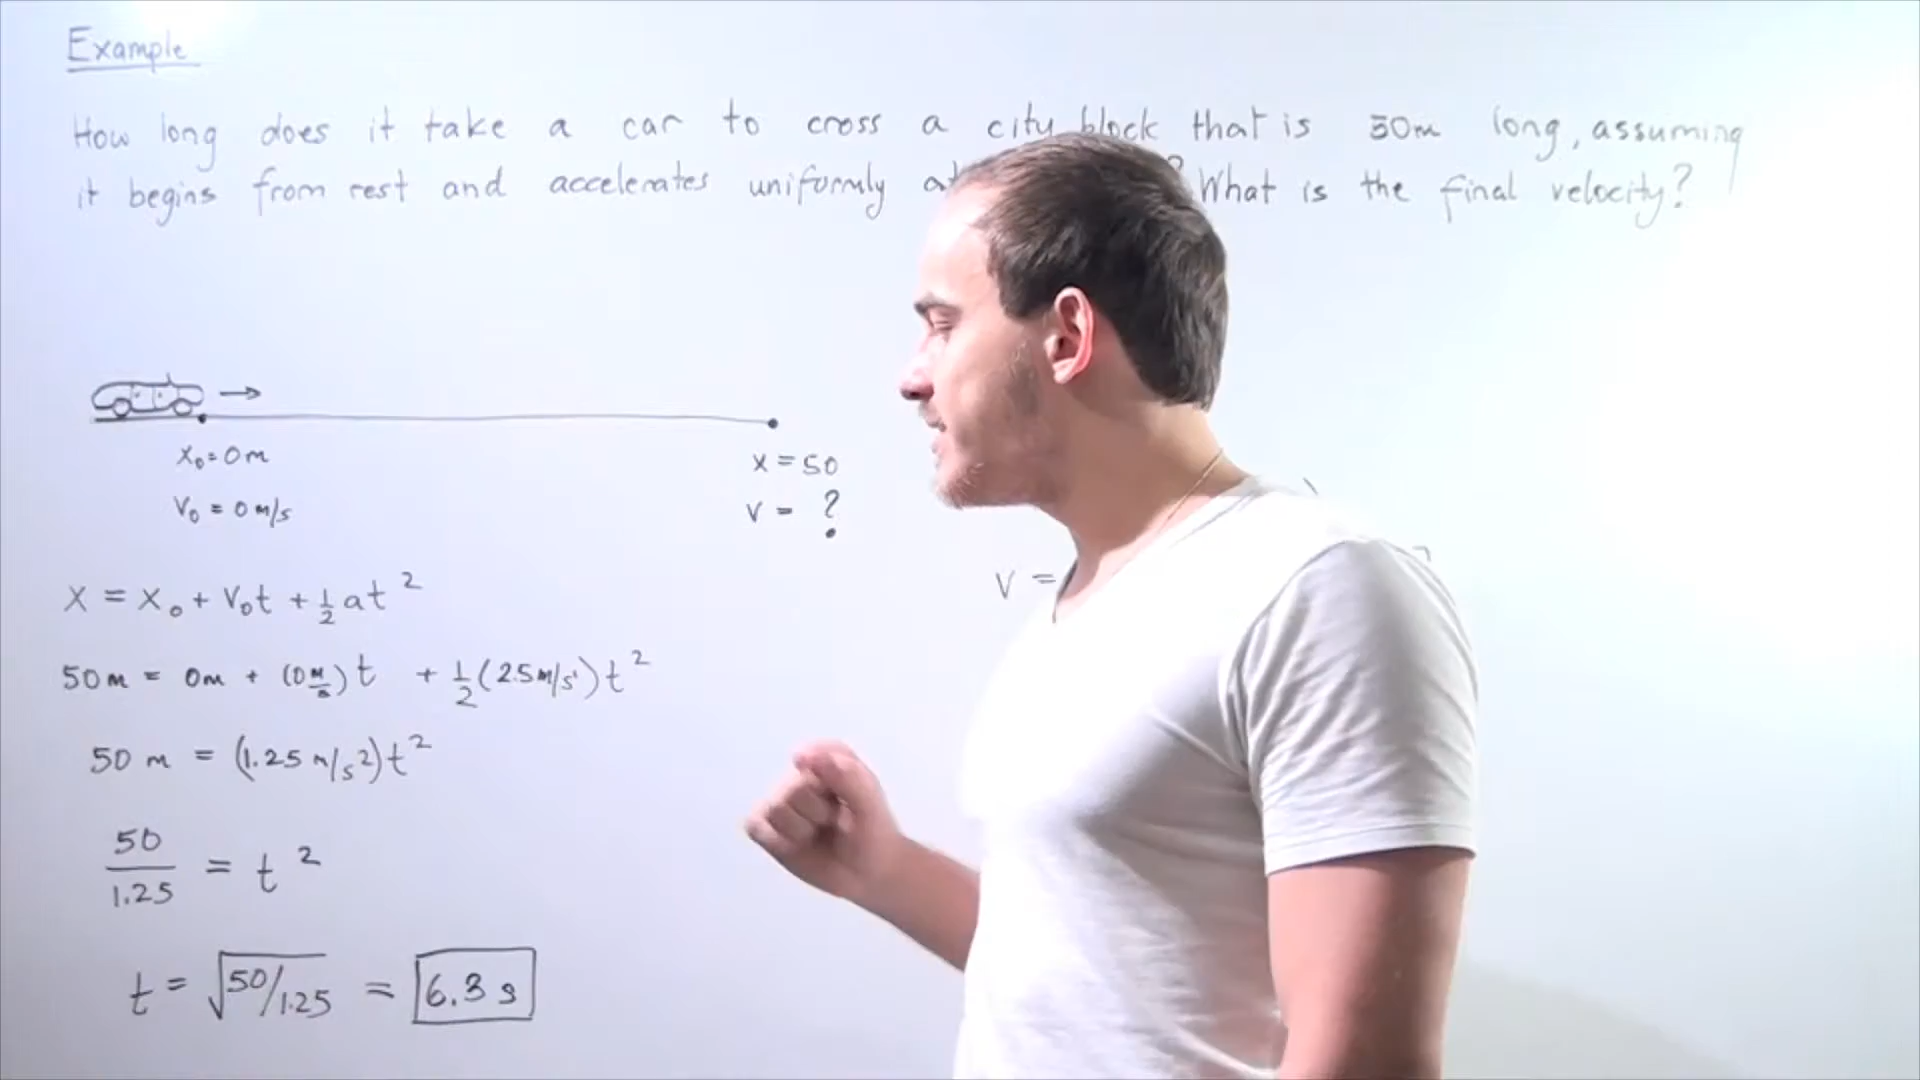 Example
How long does it take a car to cross a city block that is 50m long, assuming
it begins from rest and accelerates uniformly at ? What is the final velocity?
x₀ = 0m
x = 50
v₀ = 0 m/s
v = ?
v =
x = x₀ + v₀t + 1/2 at²
50m = 0m + (0 m/s)t + 1/2 (2.5 m/s²)t²
50 m = (1.25 m/s²)t²
50/1.25 = t²
t = √50/1.25 = 6.3 s